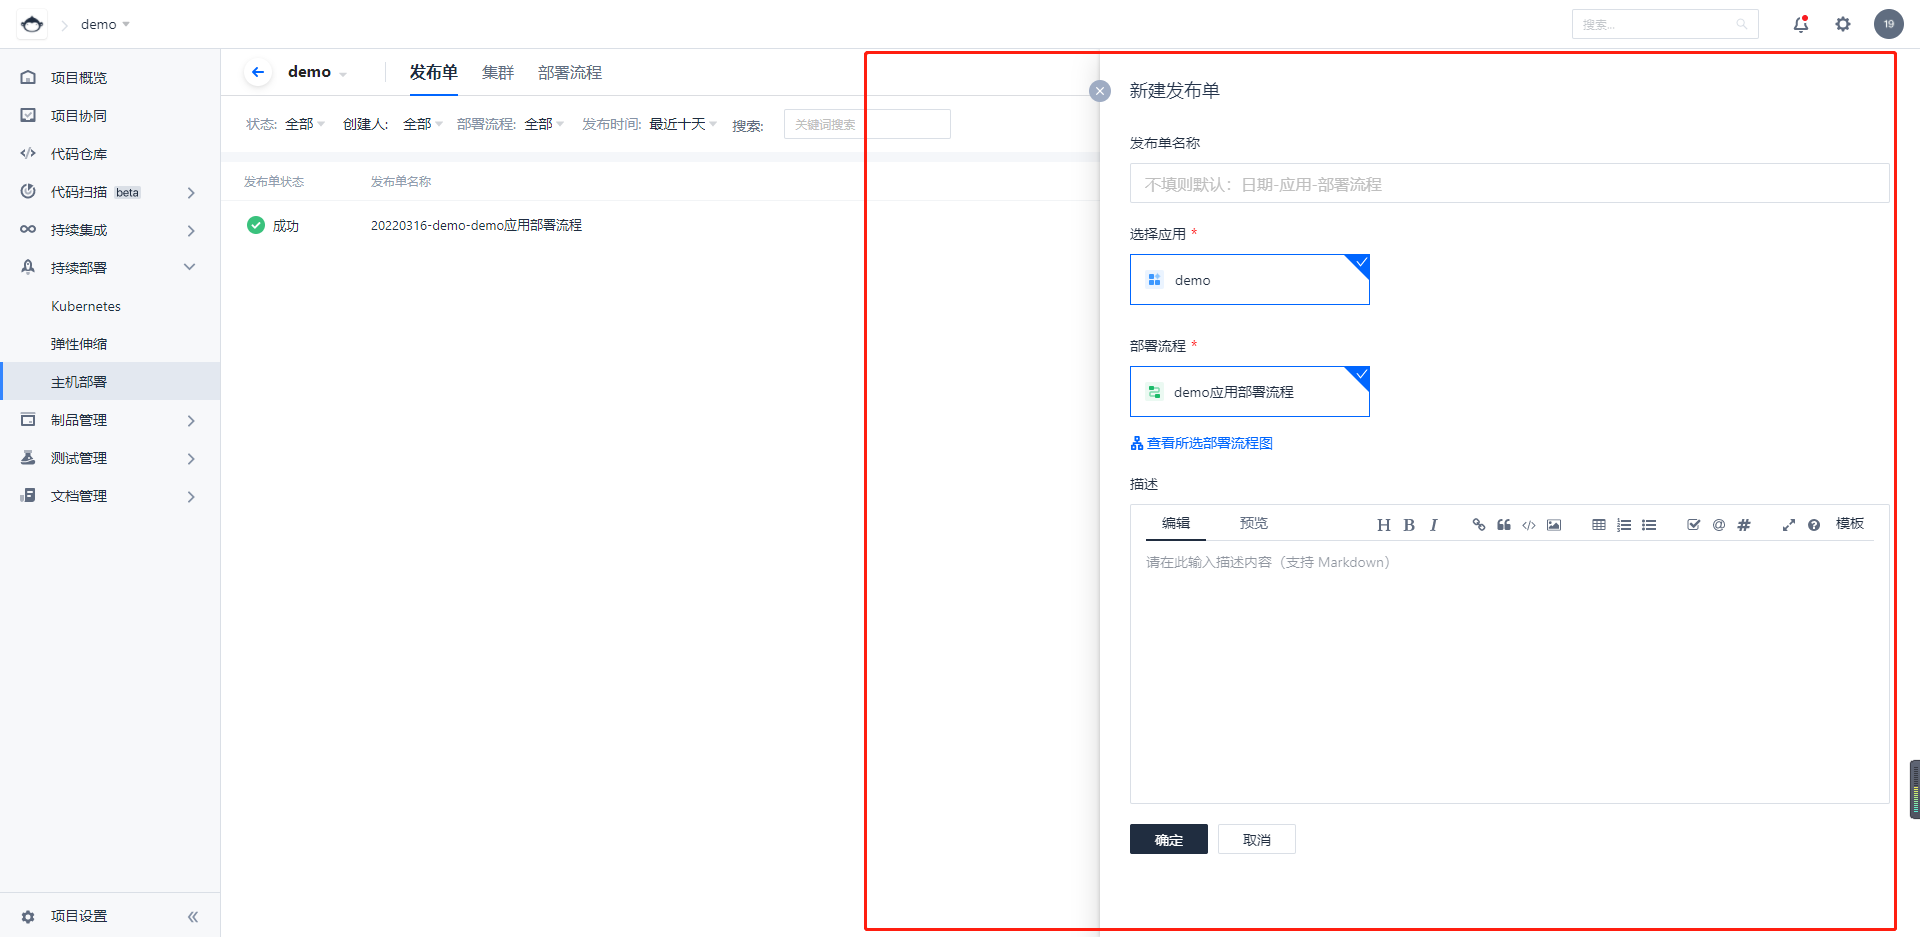 demo
搜索...
19
项目概览
项目协同
代码仓库
代码扫描 beta
持续集成
持续部署
Kubernetes
弹性伸缩
主机部署
制品管理
测试管理
文档管理
项目设置
demo 发布单 集群 部署流程
状态: 全部 创建人: 全部 部署流程: 全部 发布时间: 最近十天 搜索: 关键词搜索
发布单状态 发布单名称
成功 20220316-demo-demo应用部署流程
新建发布单
发布单名称
不填则默认：日期-应用-部署流程
选择应用 *
demo
部署流程 *
demo应用部署流程
查看所选部署流程图
描述
编辑 预览 H B I 模板
请在此输入描述内容（支持 Markdown）
确定 取消